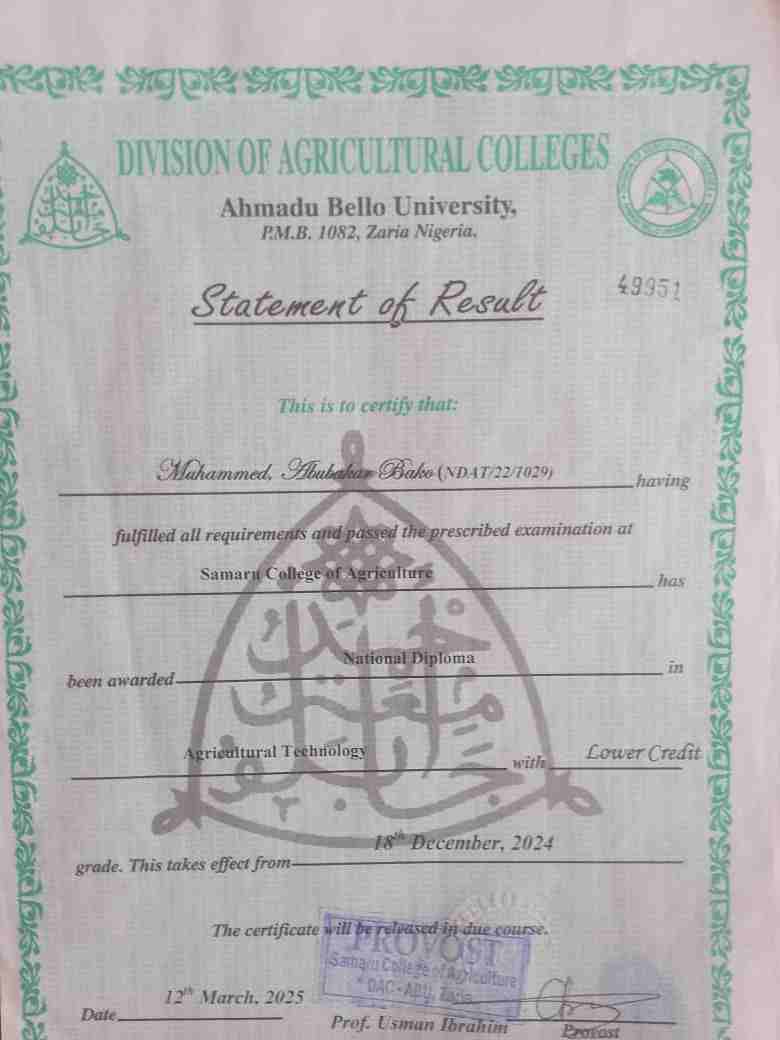 DIVISION OF AGRICULTURAL COLLEGES
Ahmadu Bello University,
P.M.B. 1082, Zaria Nigeria.
Statement of Result
49951
This is to certify that:
Muhammed, Abubakar Bako (NDAT/22/1029) having
fulfilled all requirements and passed the prescribed examination at
Samaru College of Agriculture has
been awarded National Diploma in
Agricultural Technology with Lower Credit
grade. This takes effect from 18th December, 2024
The certificate will be released in due course.
PROVOST
Samaru College of Agriculture
DAC - ABU, Zaria
Date 12th March, 2025
Prof. Usman Ibrahim Provost